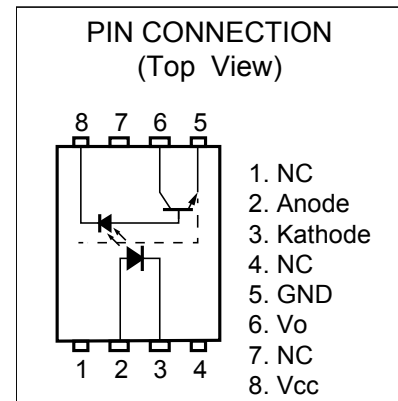 PIN CONNECTION
(Top View)
8 7 6 5
1. NC
2. Anode
3. Kathode
4. NC
5. GND
6. Vo
7. NC
8. Vcc
1 2 3 4